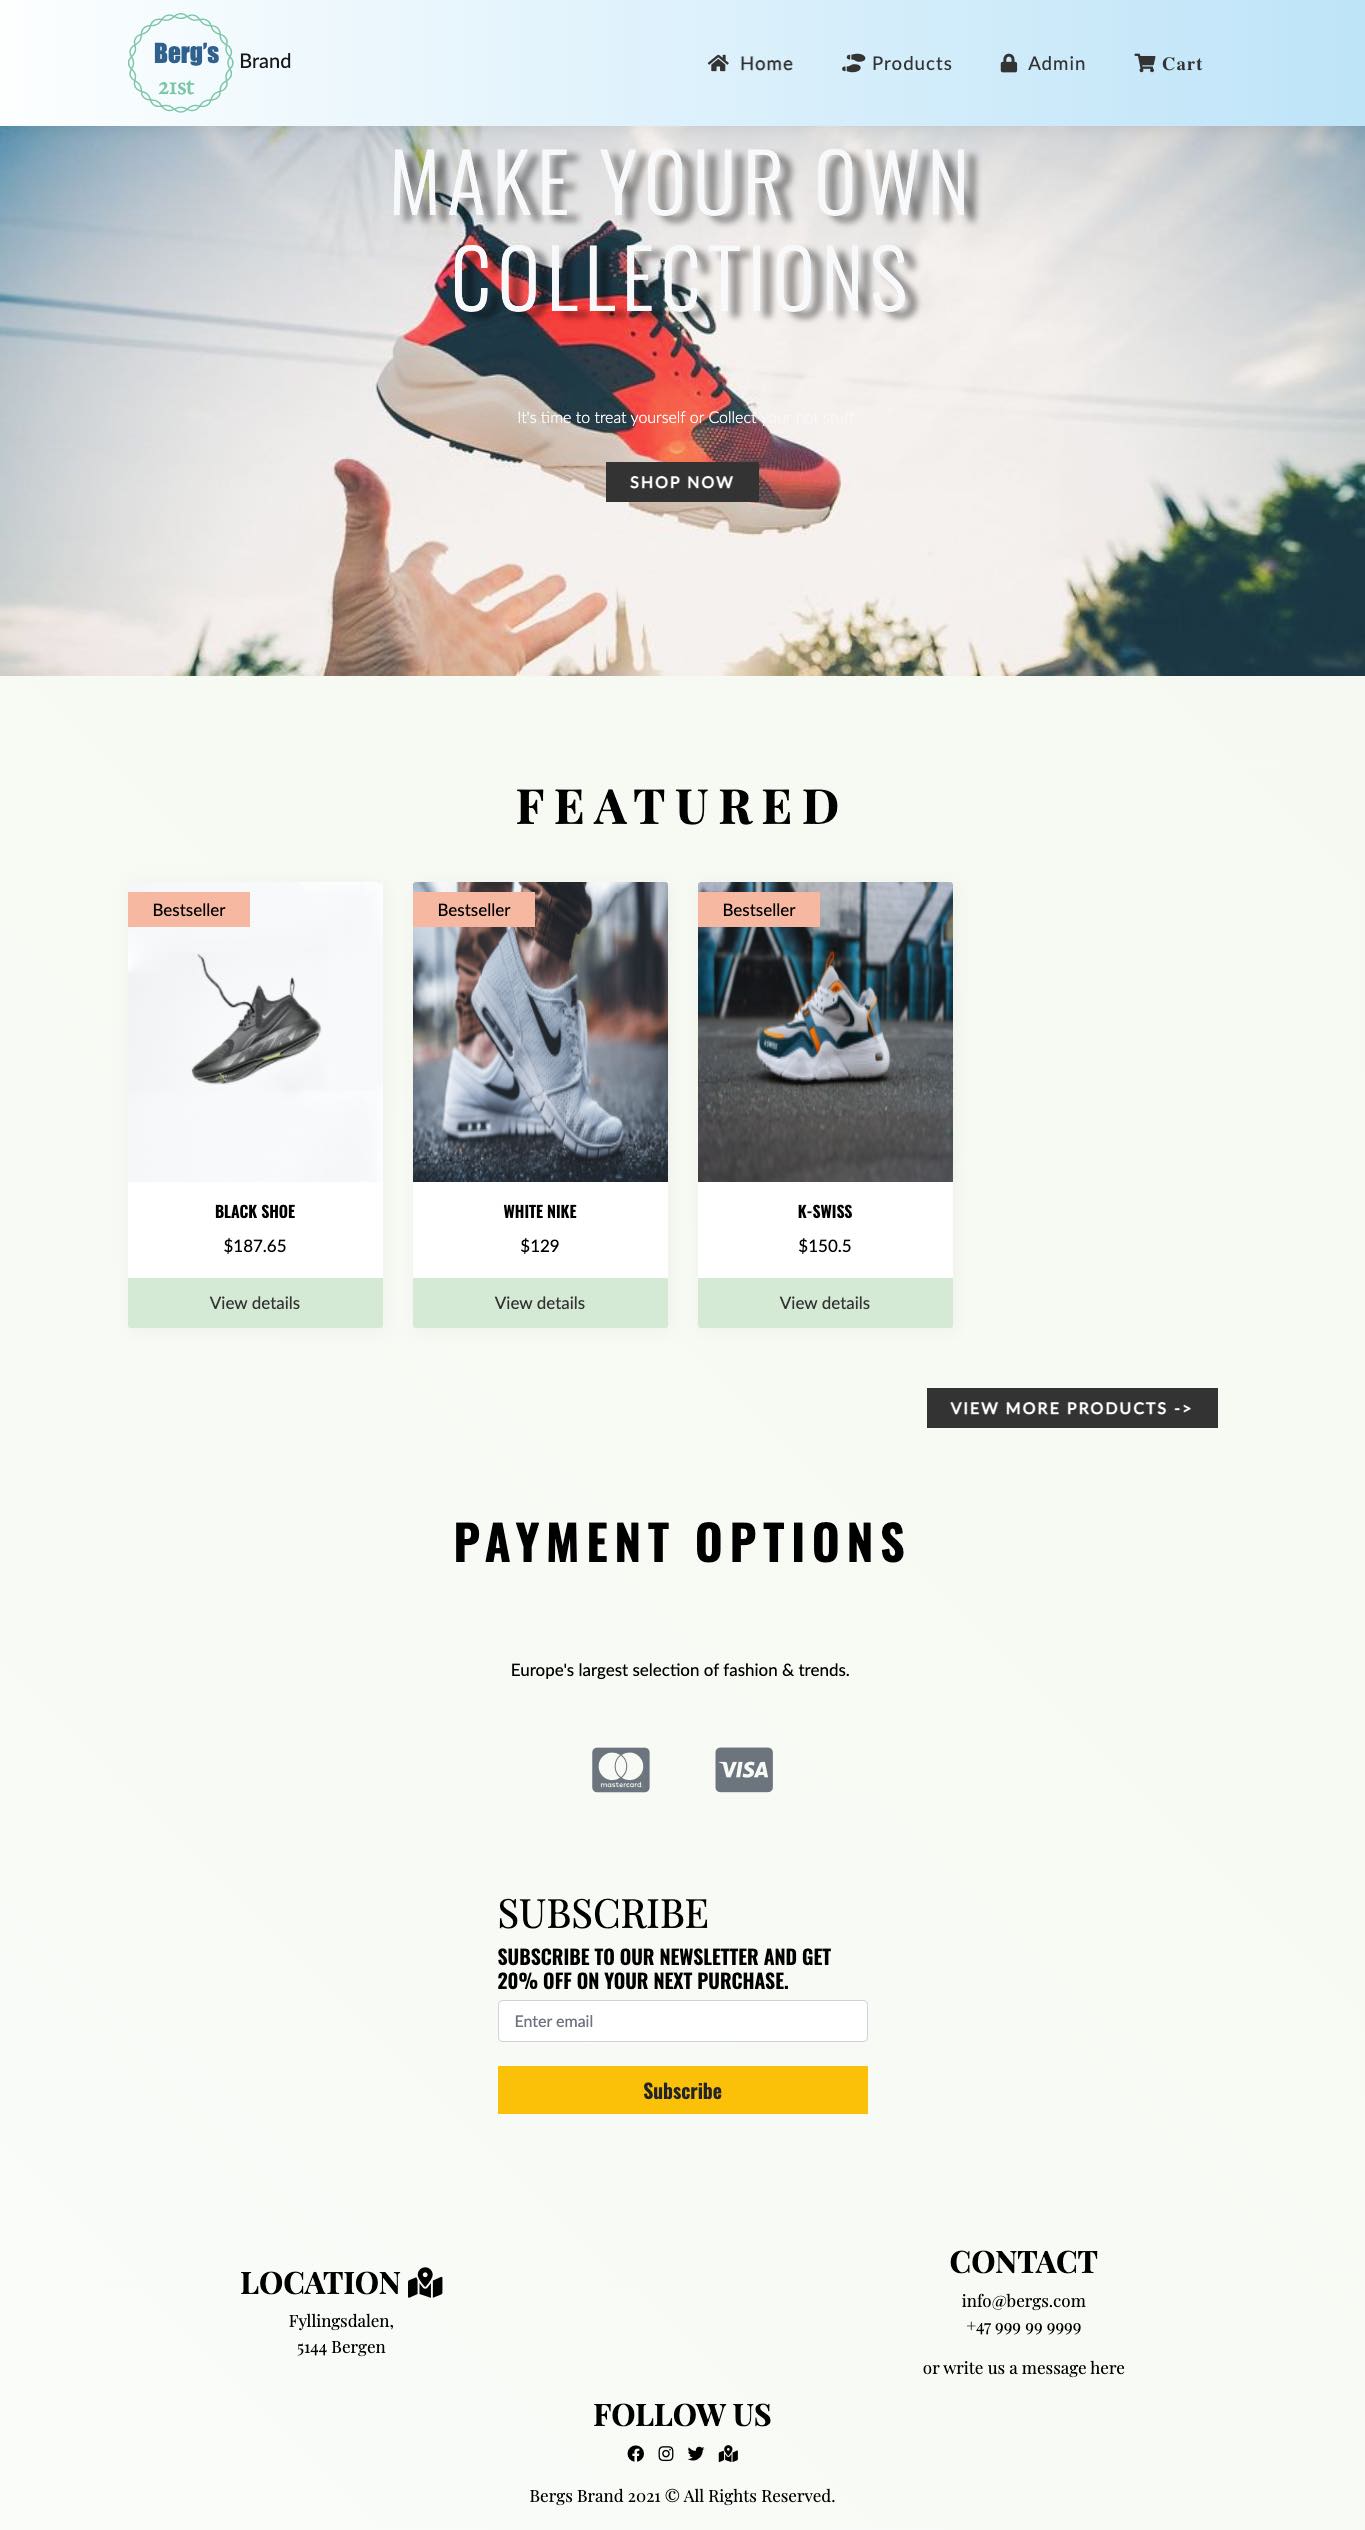 Berg's
21st
Brand
Home
Products
Admin
Cart
MAKE YOUR OWN
COLLECTIONS
It's time to treat yourself or Collect your hot stuff
SHOP NOW
FEATURED
Bestseller
Bestseller
Bestseller
K-SWISS
BLACK SHOE
WHITE NIKE
K-SWISS
$187.65
$129
$150.5
View details
View details
View details
VIEW MORE PRODUCTS ->
PAYMENT OPTIONS
Europe's largest selection of fashion & trends.
mastercard
VISA
SUBSCRIBE
SUBSCRIBE TO OUR NEWSLETTER AND GET
20% OFF ON YOUR NEXT PURCHASE.
Enter email
Subscribe
LOCATION
Fyllingsdalen,
5144 Bergen
CONTACT
info@bergs.com
+47 999 99 9999
or write us a message here
FOLLOW US
Bergs Brand 2021 © All Rights Reserved.